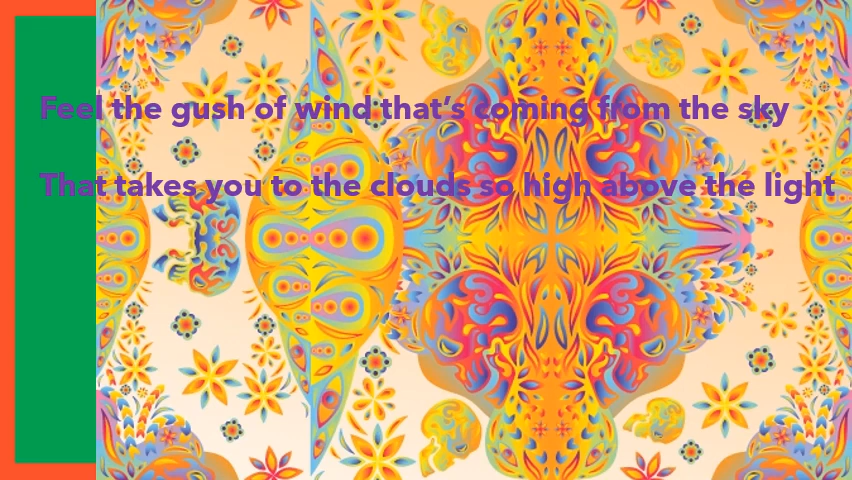 Feel the gush of wind that’s coming from the sky
That takes you to the clouds so high above the light